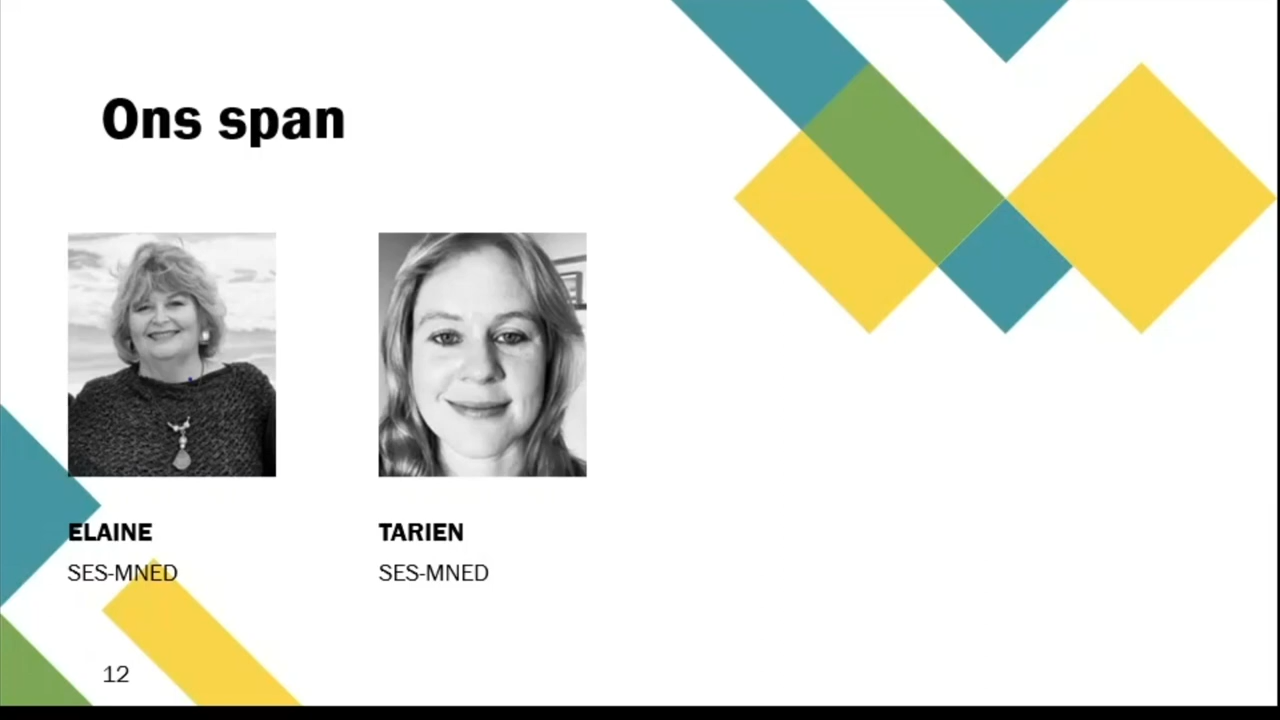 Ons span
ELAINE
TARIEN
SES-MNED
SES-MNED
12